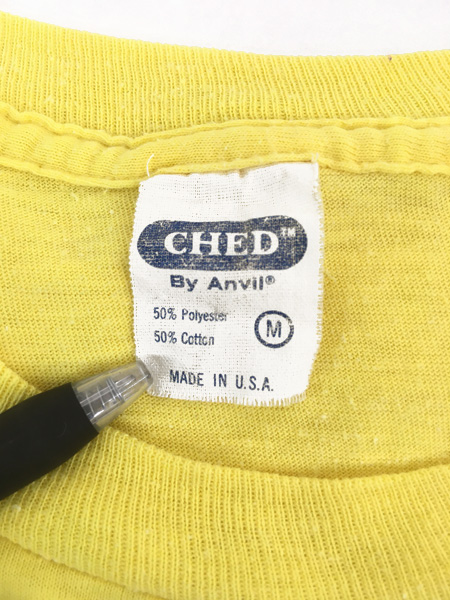 CHED™
By Anvil®
50% Polyester
50% Cotton
M
MADE IN U.S.A.